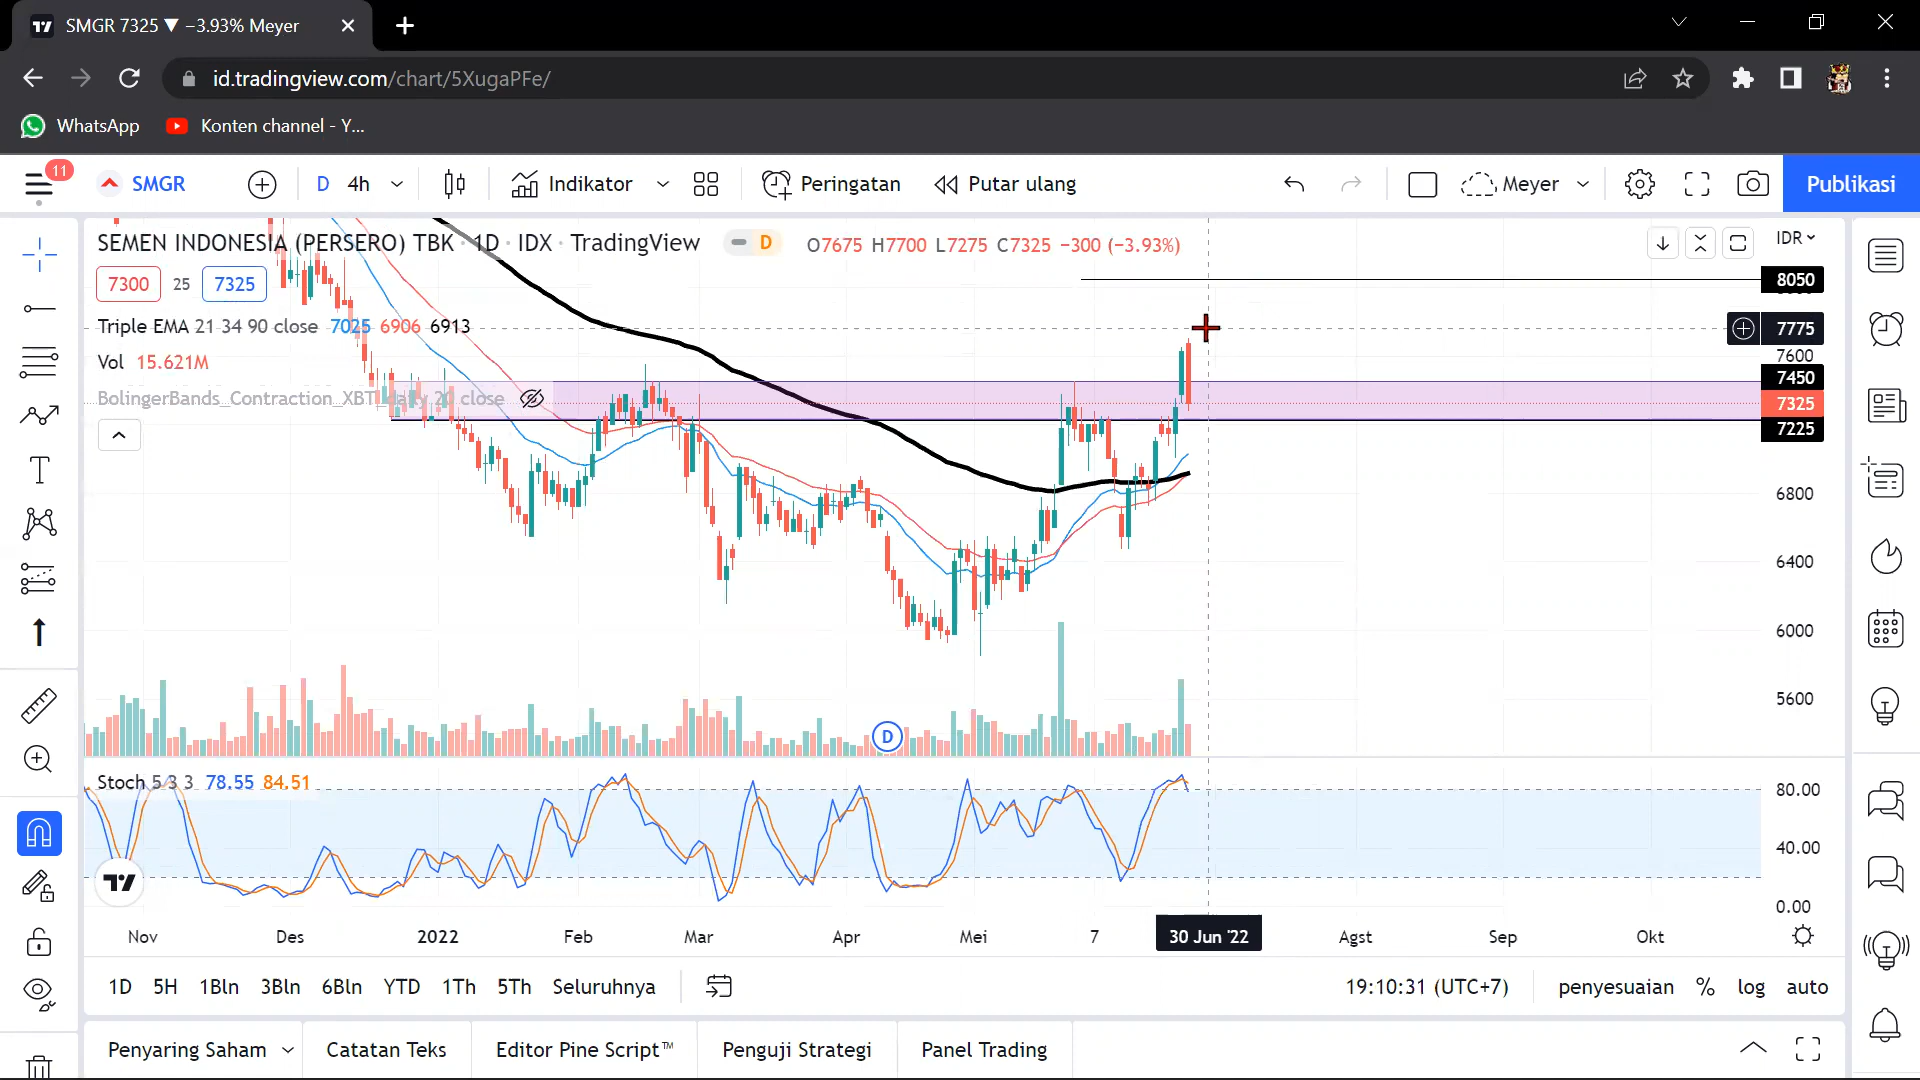 SMGR 7325 ▼ −3.93% Meyer
id.tradingview.com/chart/5XugaPFe/
WhatsApp
Konten channel - Y...
11
SMGR
D
4h
Indikator
Peringatan
Putar ulang
Meyer
Publikasi
SEMEN INDONESIA (PERSERO) TBK · 1D · IDX · TradingView
D
O7675 H7700 L7275 C7325 −300 (−3.93%)
IDR
7300
25
7325
Triple EMA 21 34 90 close 7025 6906 6913
Vol 15.621M
BolingerBands_Contraction_XBT daily 20 close
8050
7775
7600
7450
7325
7225
6800
6400
6000
5600
D
Stoch 5 3 3 78.55 84.51
80.00
40.00
0.00
Nov
Des
2022
Feb
Mar
Apr
Mei
7
30 Jun '22
Agst
Sep
Okt
1D
5H
1Bln
3Bln
6Bln
YTD
1Th
5Th
Seluruhnya
19:10:31 (UTC+7)
penyesuaian
%
log
auto
Penyaring Saham
Catatan Teks
Editor Pine Script™
Penguji Strategi
Panel Trading